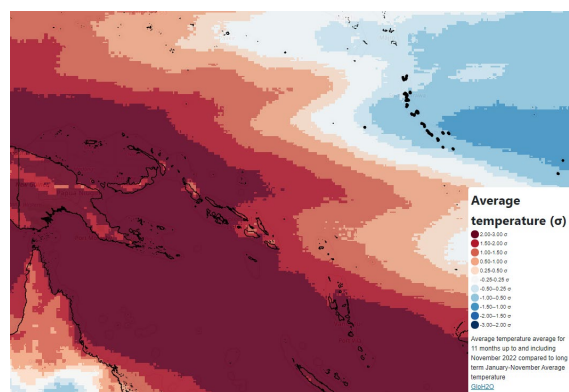 Average
temperature (σ)
2.00-3.00 σ
1.50-2.00 σ
1.00-1.50 σ
0.50-1.00 σ
0.25-0.50 σ
-0.25-0.25 σ
-0.50--0.25 σ
-1.00--0.50 σ
-1.50--1.00 σ
-2.00--1.50 σ
-3.00--2.00 σ
Average temperature average for
11 months up to and including
November 2022 compared to long
term January-November Average
temperature
GloH2O